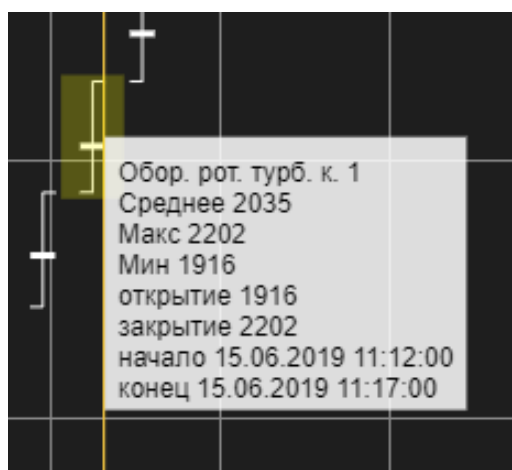 Обор. рот. турб. к. 1
Среднее 2035
Макс 2202
Мин 1916
открытие 1916
закрытие 2202
начало 15.06.2019 11:12:00
конец 15.06.2019 11:17:00